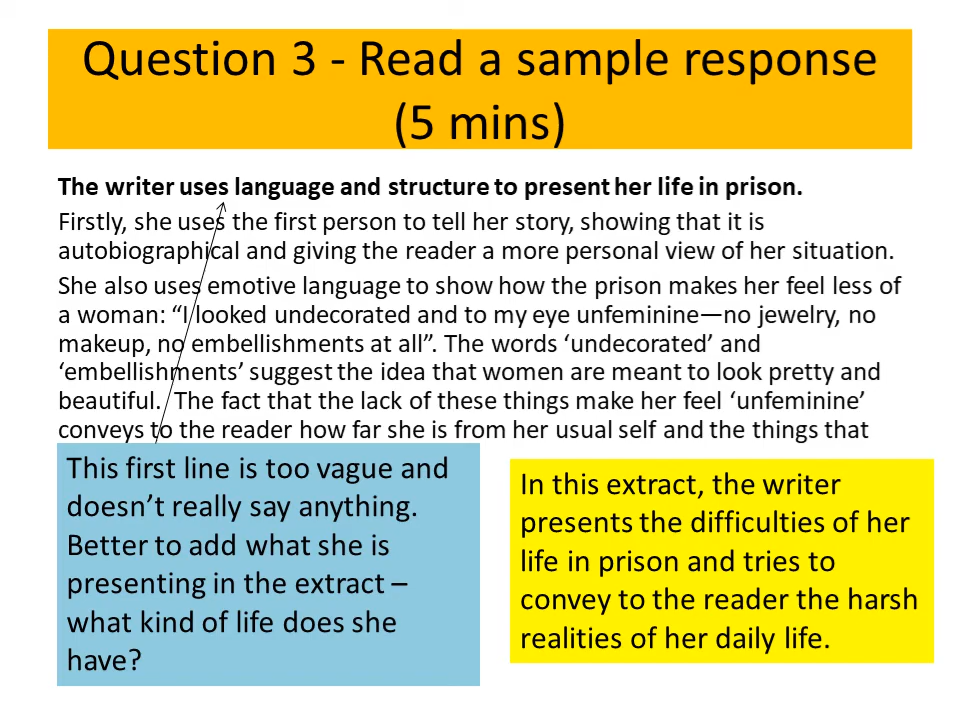 Question 3 - Read a sample response
(5 mins)
The writer uses language and structure to present her life in prison.
Firstly, she uses the first person to tell her story, showing that it is
autobiographical and giving the reader a more personal view of her situation.
She also uses emotive language to show how the prison makes her feel less of
a woman: “I looked undecorated and to my eye unfeminine—no jewelry, no
makeup, no embellishments at all”. The words ‘undecorated’ and
‘embellishments’ suggest the idea that women are meant to look pretty and
beautiful.  The fact that the lack of these things make her feel ‘unfeminine’
conveys to the reader how far she is from her usual self and the things that
This first line is too vague and
doesn’t really say anything.
Better to add what she is
presenting in the extract –
what kind of life does she
have?
In this extract, the writer
presents the difficulties of her
life in prison and tries to
convey to the reader the harsh
realities of her daily life.